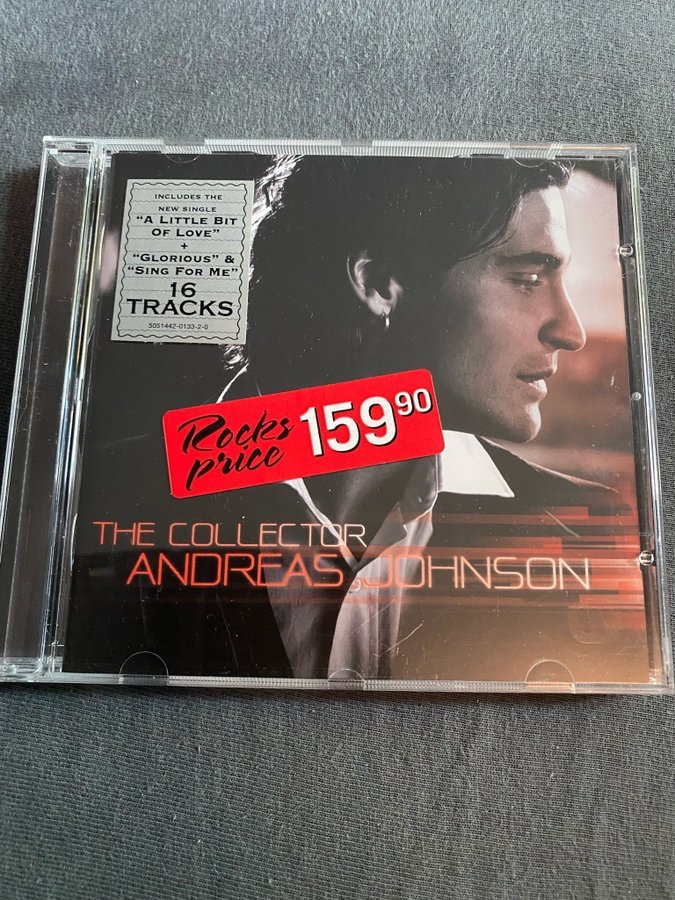 INCLUDES THE
NEW SINGLE
"A LITTLE BIT
OF LOVE"
+
"GLORIOUS" &
"SING FOR ME"
16
TRACKS
5051442-0133-2-0
Rocks
price
159 90
THE COLLECTOR
ANDREAS JOHNSON